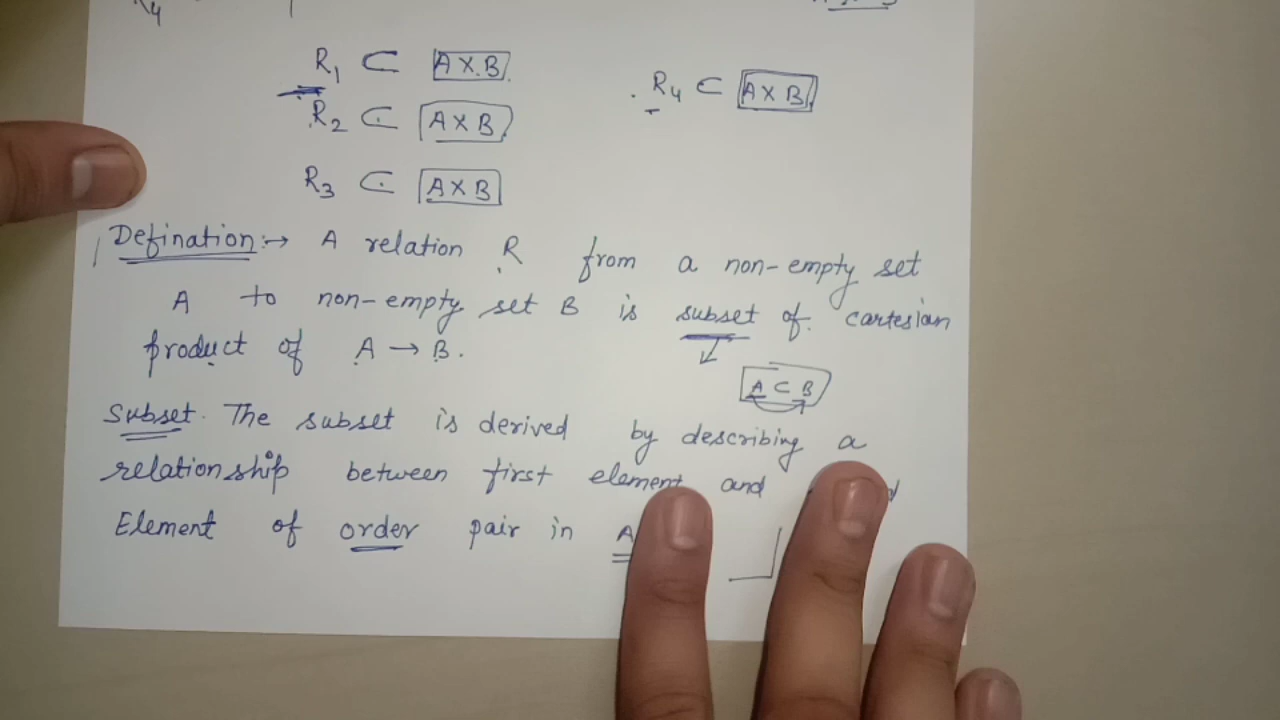 R4
R1 ⊂ A X B
R4 ⊂ A X B
R2 ⊂ A X B
R3 ⊂ A X B
Defination :→ A relation R from a non-empty set
A to non-empty set B is subset of cartesian
product of A → B.
A ⊂ B
Subset. The subset is derived by describing a
relationship between first element and
Element of order pair in A